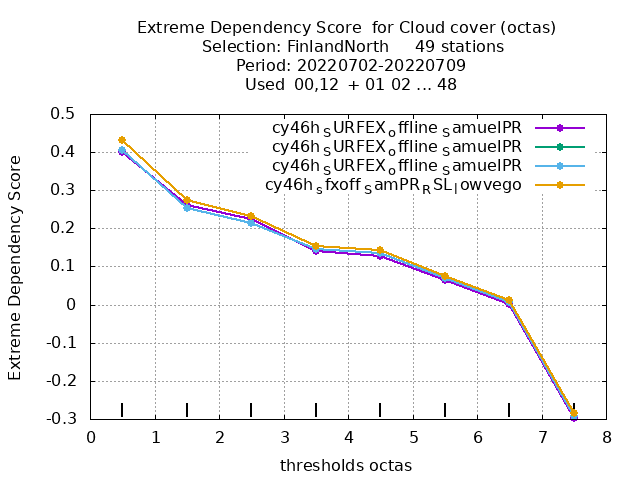 Extreme Dependency Score  for Cloud cover (octas)
Selection: FinlandNorth     49 stations
Period: 20220702-20220709
Used  00,12  + 01 02 ... 48
0.5
0.4
0.3
0.2
0.1
0
-0.1
-0.2
-0.3
Extreme Dependency Score
cy46h_SURFEX_offline_SamuelPR
cy46h_SURFEX_offline_SamuelPR
cy46h_SURFEX_offline_SamuelPR
cy46h_sfxoff_SamPR_RSL_lowvego
0 1 2 3 4 5 6 7 8
thresholds octas